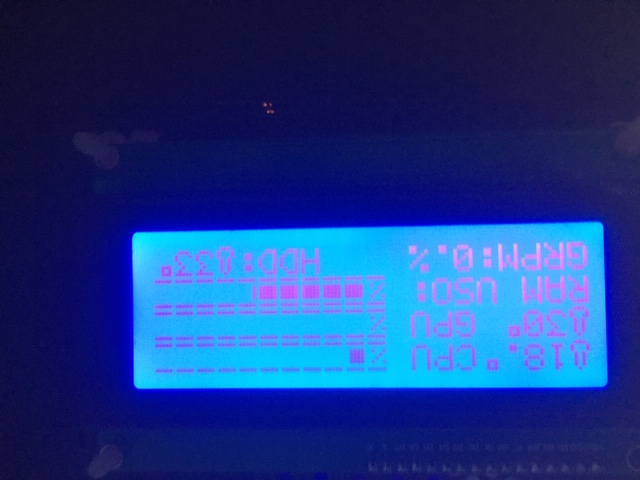 18.° CPU %
30° GPU %
RAM USO: %
GRPM:0.% HDD:33°